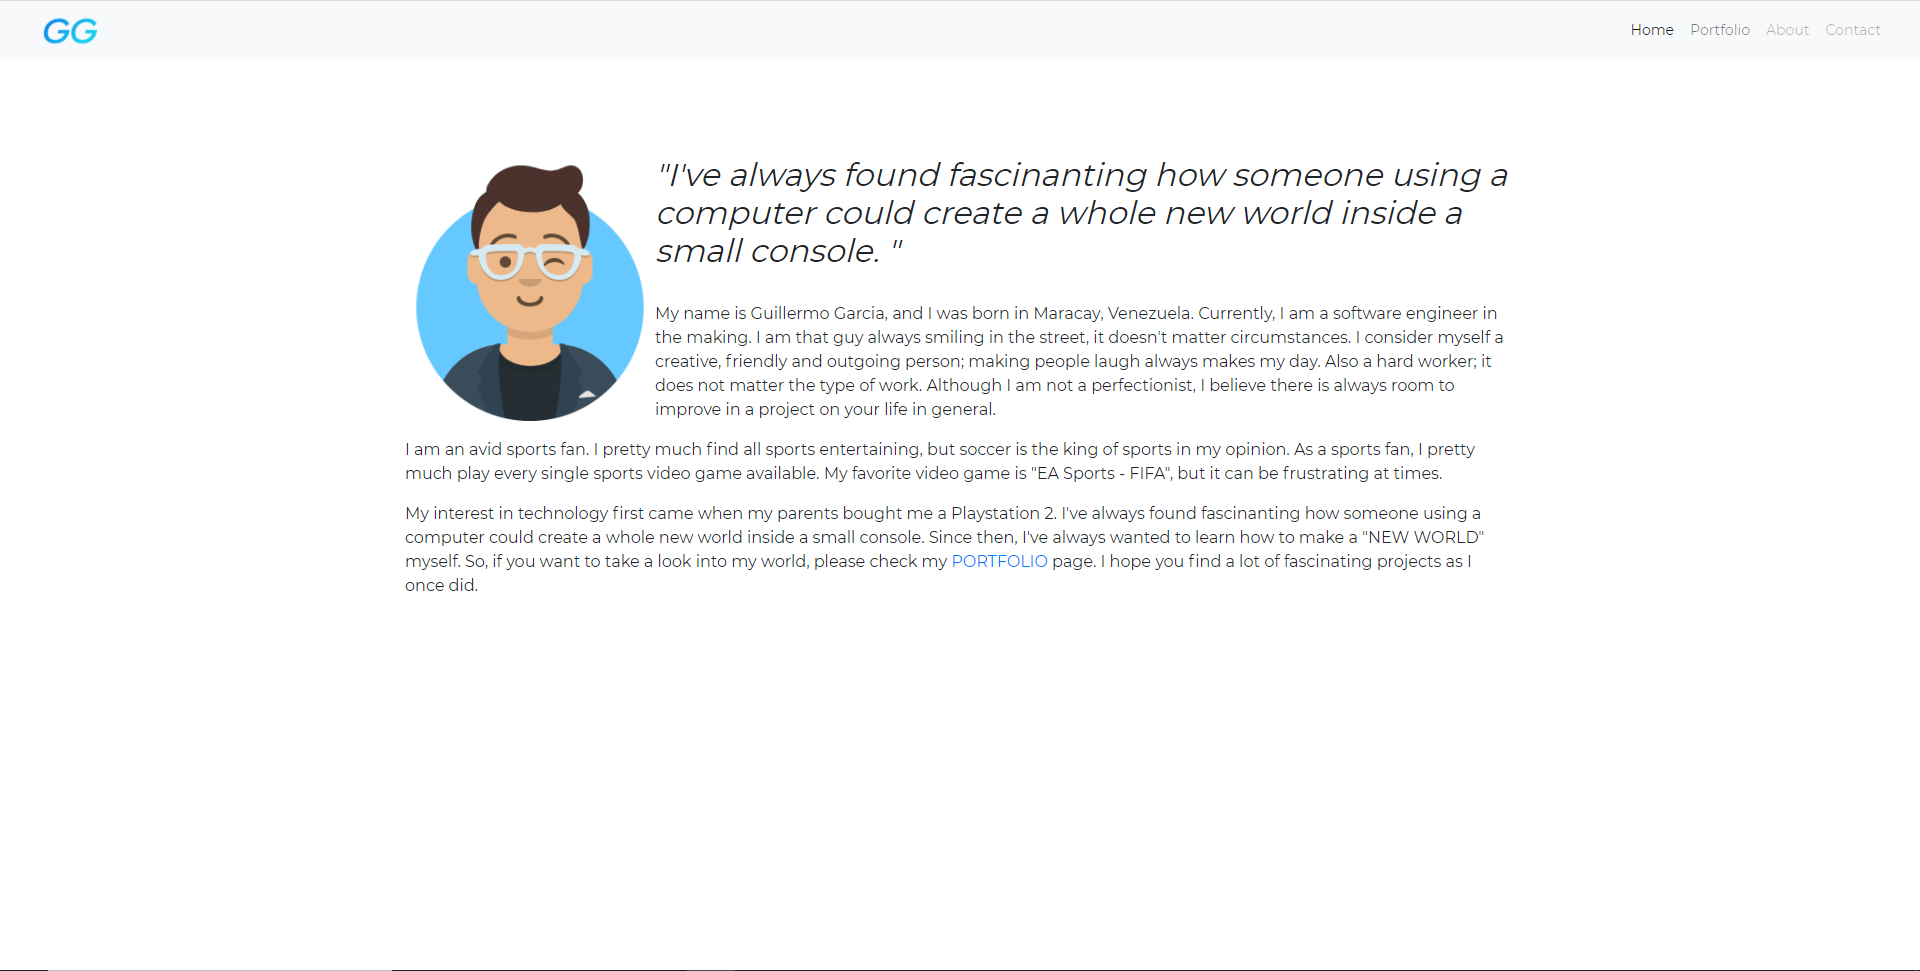 GG
Home Portfolio About Contact
"I've always found fascinanting how someone using a
computer could create a whole new world inside a
small console. "
My name is Guillermo Garcia, and I was born in Maracay, Venezuela. Currently, I am a software engineer in
the making. I am that guy always smiling in the street, it doesn't matter circumstances. I consider myself a
creative, friendly and outgoing person; making people laugh always makes my day. Also a hard worker; it
does not matter the type of work. Although I am not a perfectionist, I believe there is always room to
improve in a project on your life in general.
I am an avid sports fan. I pretty much find all sports entertaining, but soccer is the king of sports in my opinion. As a sports fan, I pretty
much play every single sports video game available. My favorite video game is "EA Sports - FIFA", but it can be frustrating at times.
My interest in technology first came when my parents bought me a Playstation 2. I've always found fascinanting how someone using a
computer could create a whole new world inside a small console. Since then, I've always wanted to learn how to make a "NEW WORLD"
myself. So, if you want to take a look into my world, please check my PORTFOLIO page. I hope you find a lot of fascinating projects as I
once did.